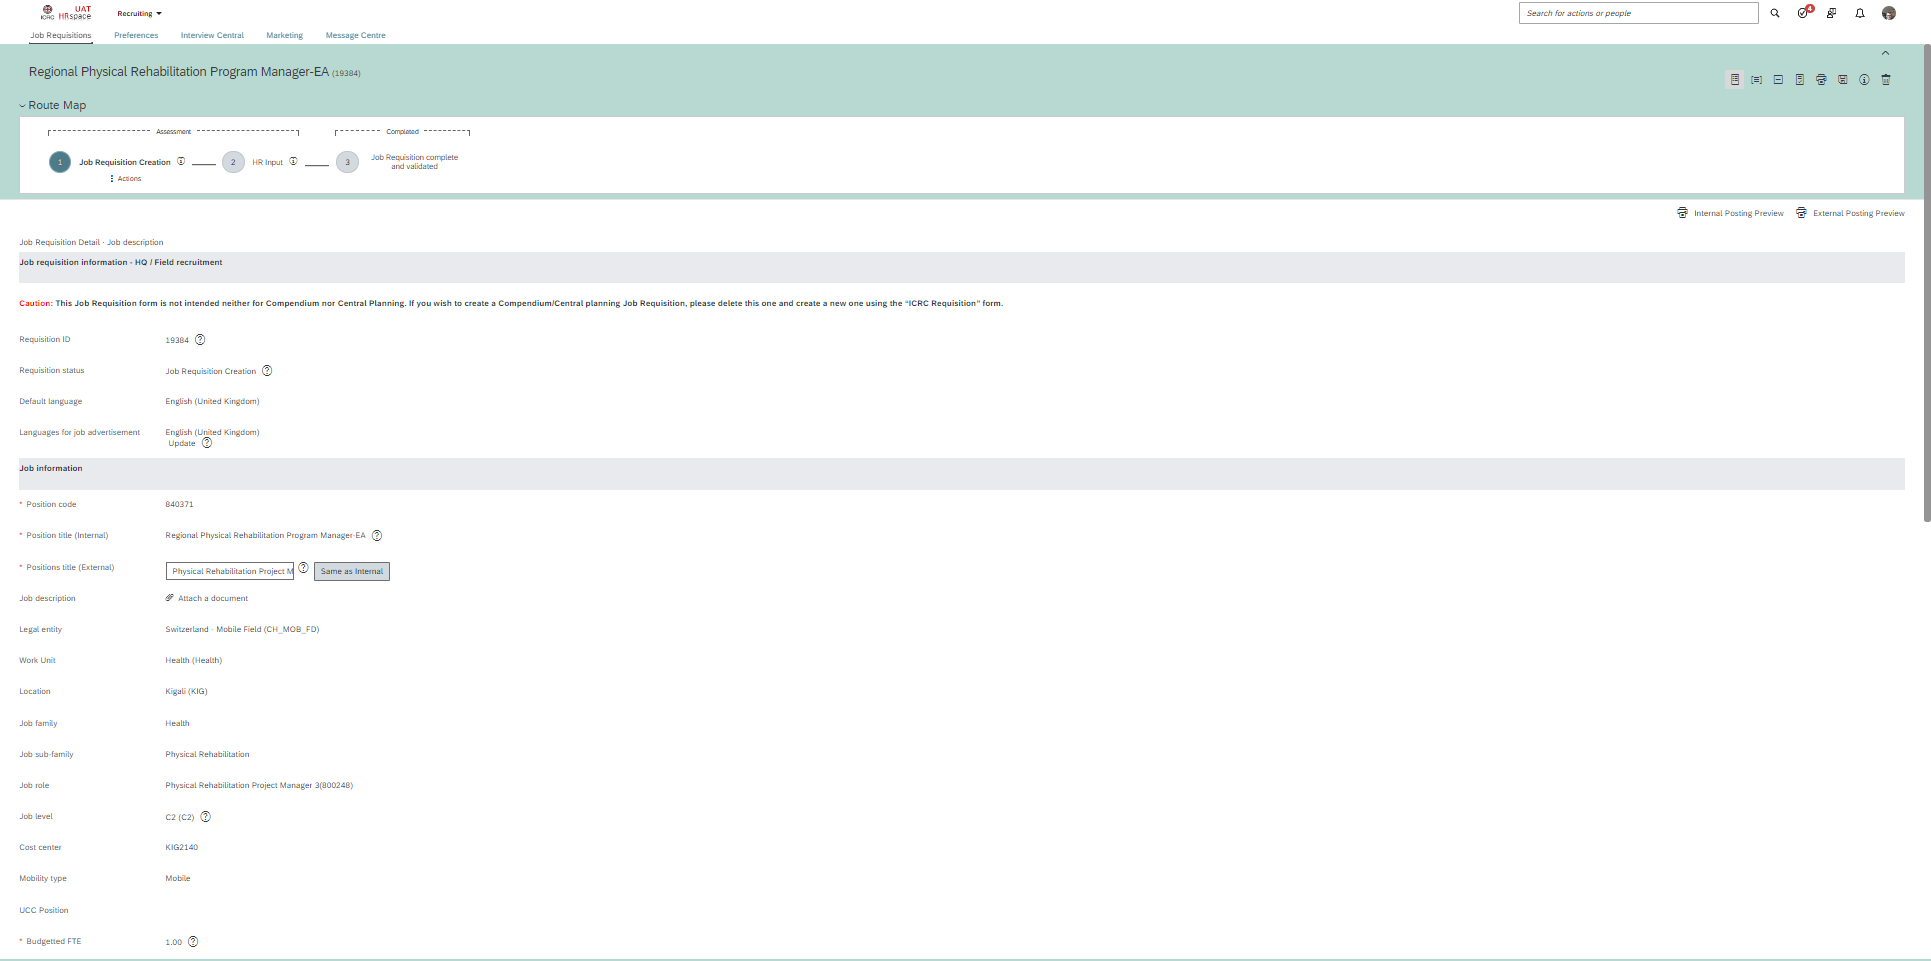 UAT
ICRC HRspace
Recruiting
Search for actions or people
4
Job Requisitions
Preferences
Interview Central
Marketing
Message Centre
Regional Physical Rehabilitation Program Manager-EA (19384)
Route Map
Assessment
Completed
1
Job Requisition Creation
2
HR Input
3
Job Requisition complete
and validated
Actions
Internal Posting Preview
External Posting Preview
Job Requisition Detail - Job description
Job requisition information - HQ / Field recruitment
Caution: This Job Requisition form is not intended neither for Compendium nor Central Planning. If you wish to create a Compendium/Central planning Job Requisition, please delete this one and create a new one using the "ICRC Requisition" form.
Requisition ID 19384
Requisition status Job Requisition Creation
Default language English (United Kingdom)
Languages for job advertisement English (United Kingdom)
Update
Job information
* Position code 840371
* Position title (Internal) Regional Physical Rehabilitation Program Manager-EA
* Positions title (External) Physical Rehabilitation Project M Same as Internal
Job description Attach a document
Legal entity Switzerland - Mobile Field (CH_MOB_FD)
Work Unit Health (Health)
Location Kigali (KIG)
Job family Health
Job sub-family Physical Rehabilitation
Job role Physical Rehabilitation Project Manager 3(800248)
Job level C2 (C2)
Cost center KIG2140
Mobility type Mobile
UCC Position
* Budgetted FTE 1.00